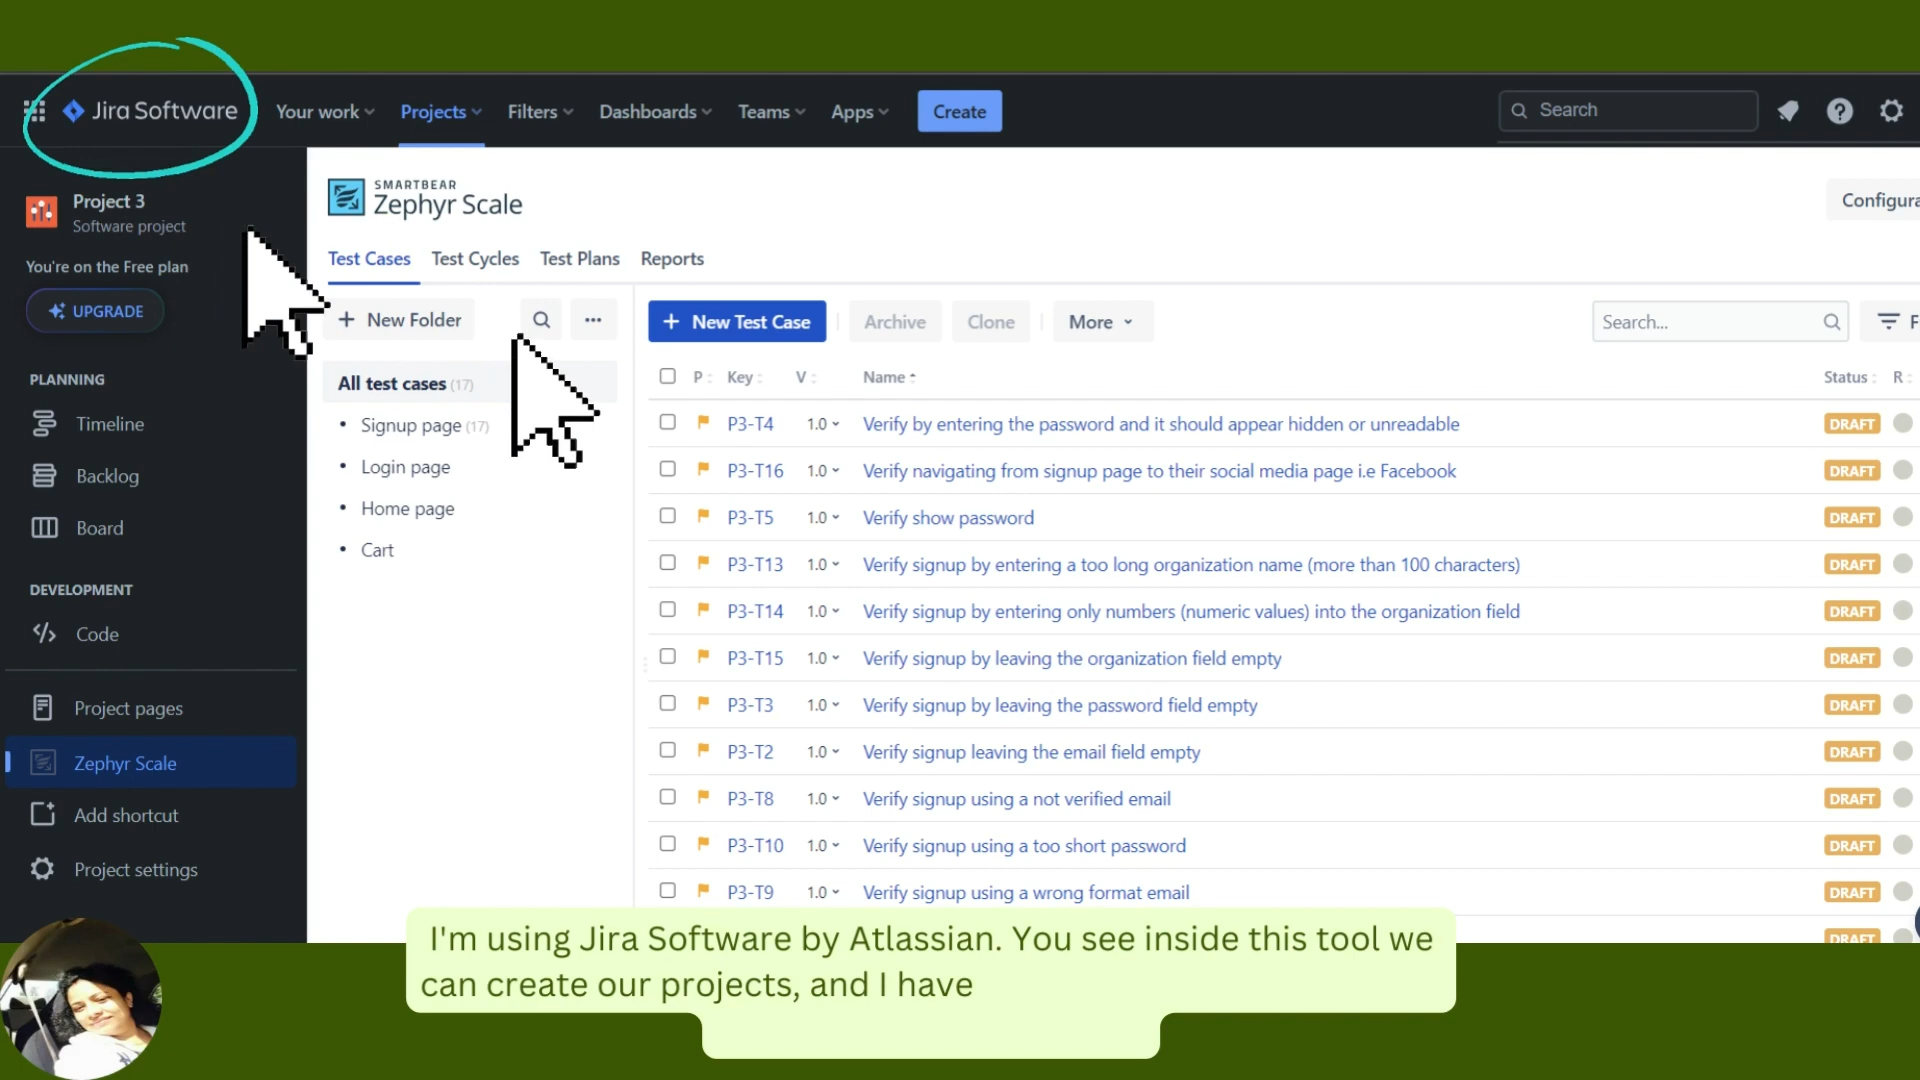 Jira Software
Your work
Projects
Filters
Dashboards
Teams
Apps
Create
Search
Project 3
Software project
You're on the Free plan
UPGRADE
PLANNING
Timeline
Backlog
Board
DEVELOPMENT
Code
Project pages
Zephyr Scale
Add shortcut
Project settings
SMARTBEAR
Zephyr Scale
Configura
Test Cases Test Cycles Test Plans Reports
+ New Folder
All test cases (17)
• Signup page (17)
• Login page
• Home page
• Cart
+ New Test Case
Archive
Clone
More
Search...
F
P Key V Name Status R
P3-T4 1.0 Verify by entering the password and it should appear hidden or unreadable DRAFT
P3-T16 1.0 Verify navigating from signup page to their social media page i.e Facebook DRAFT
P3-T5 1.0 Verify show password DRAFT
P3-T13 1.0 Verify signup by entering a too long organization name (more than 100 characters) DRAFT
P3-T14 1.0 Verify signup by entering only numbers (numeric values) into the organization field DRAFT
P3-T15 1.0 Verify signup by leaving the organization field empty DRAFT
P3-T3 1.0 Verify signup by leaving the password field empty DRAFT
P3-T2 1.0 Verify signup leaving the email field empty DRAFT
P3-T8 1.0 Verify signup using a not verified email DRAFT
P3-T10 1.0 Verify signup using a too short password DRAFT
P3-T9 1.0 Verify signup using a wrong format email DRAFT
DRAFT
I'm using Jira Software by Atlassian. You see inside this tool we
can create our projects, and I have